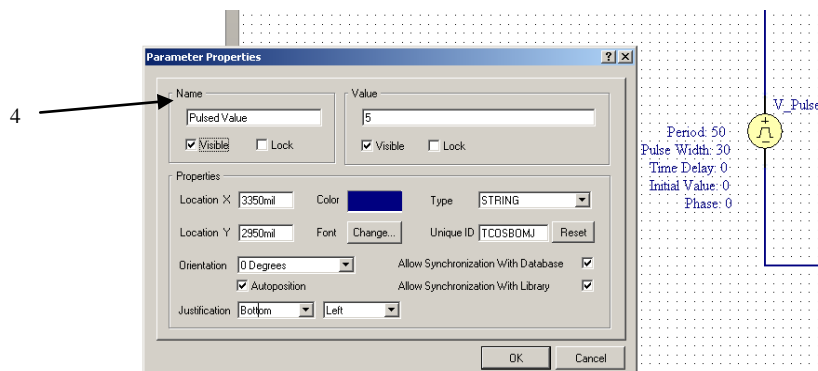 4
Parameter Properties
Name
Pulsed Value
Visible Lock
Value
5
Visible Lock
Properties
Location X 3350mil Color Type STRING
Location Y 2950mil Font Change... Unique ID TCOSBOMJ Reset
Orientation 0 Degrees Allow Synchronization With Database
Autoposition Allow Synchronization With Library
Justification Bottom Left
OK Cancel
V_Pulse
Period: 50
Pulse Width: 30
Time Delay: 0
Initial Value: 0
Phase: 0